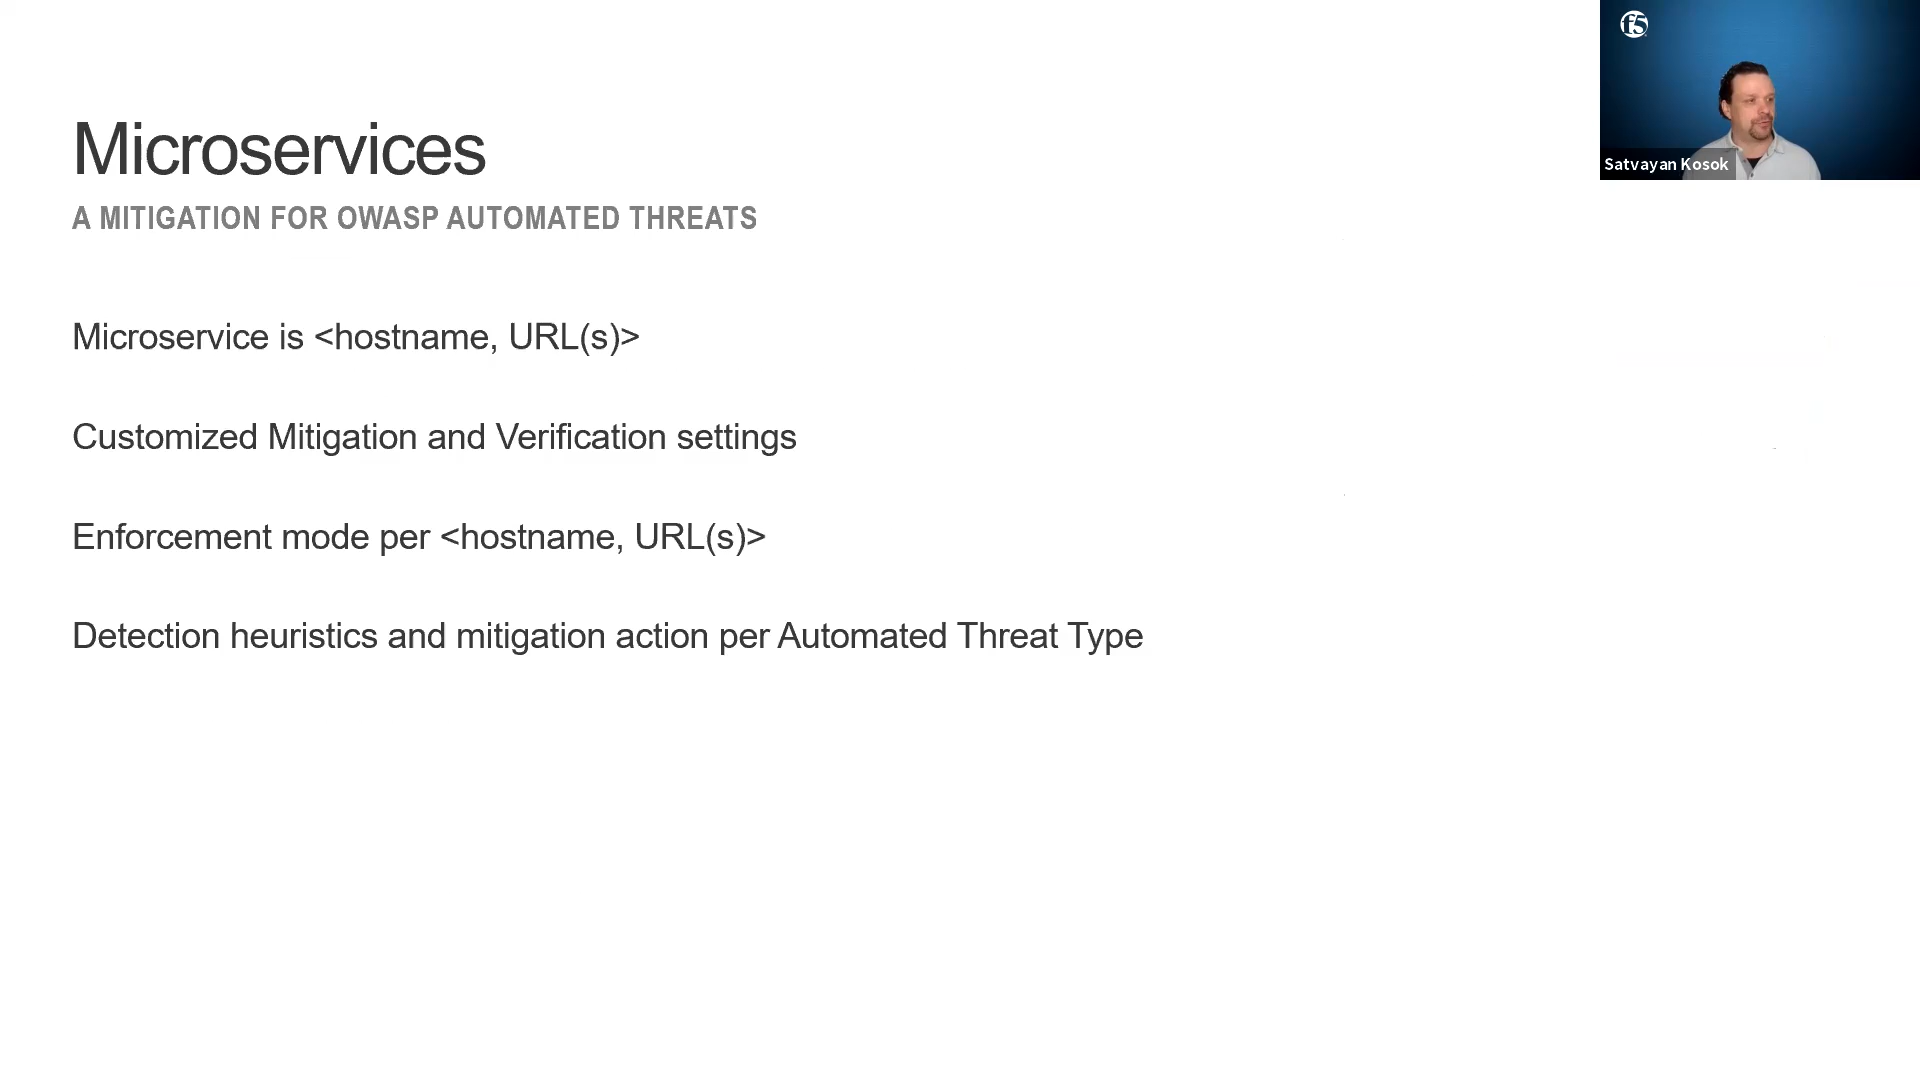 f5
Microservices
A MITIGATION FOR OWASP AUTOMATED THREATS
Satvayan Kosok
Microservice is <hostname, URL(s)>
Customized Mitigation and Verification settings
Enforcement mode per <hostname, URL(s)>
Detection heuristics and mitigation action per Automated Threat Type